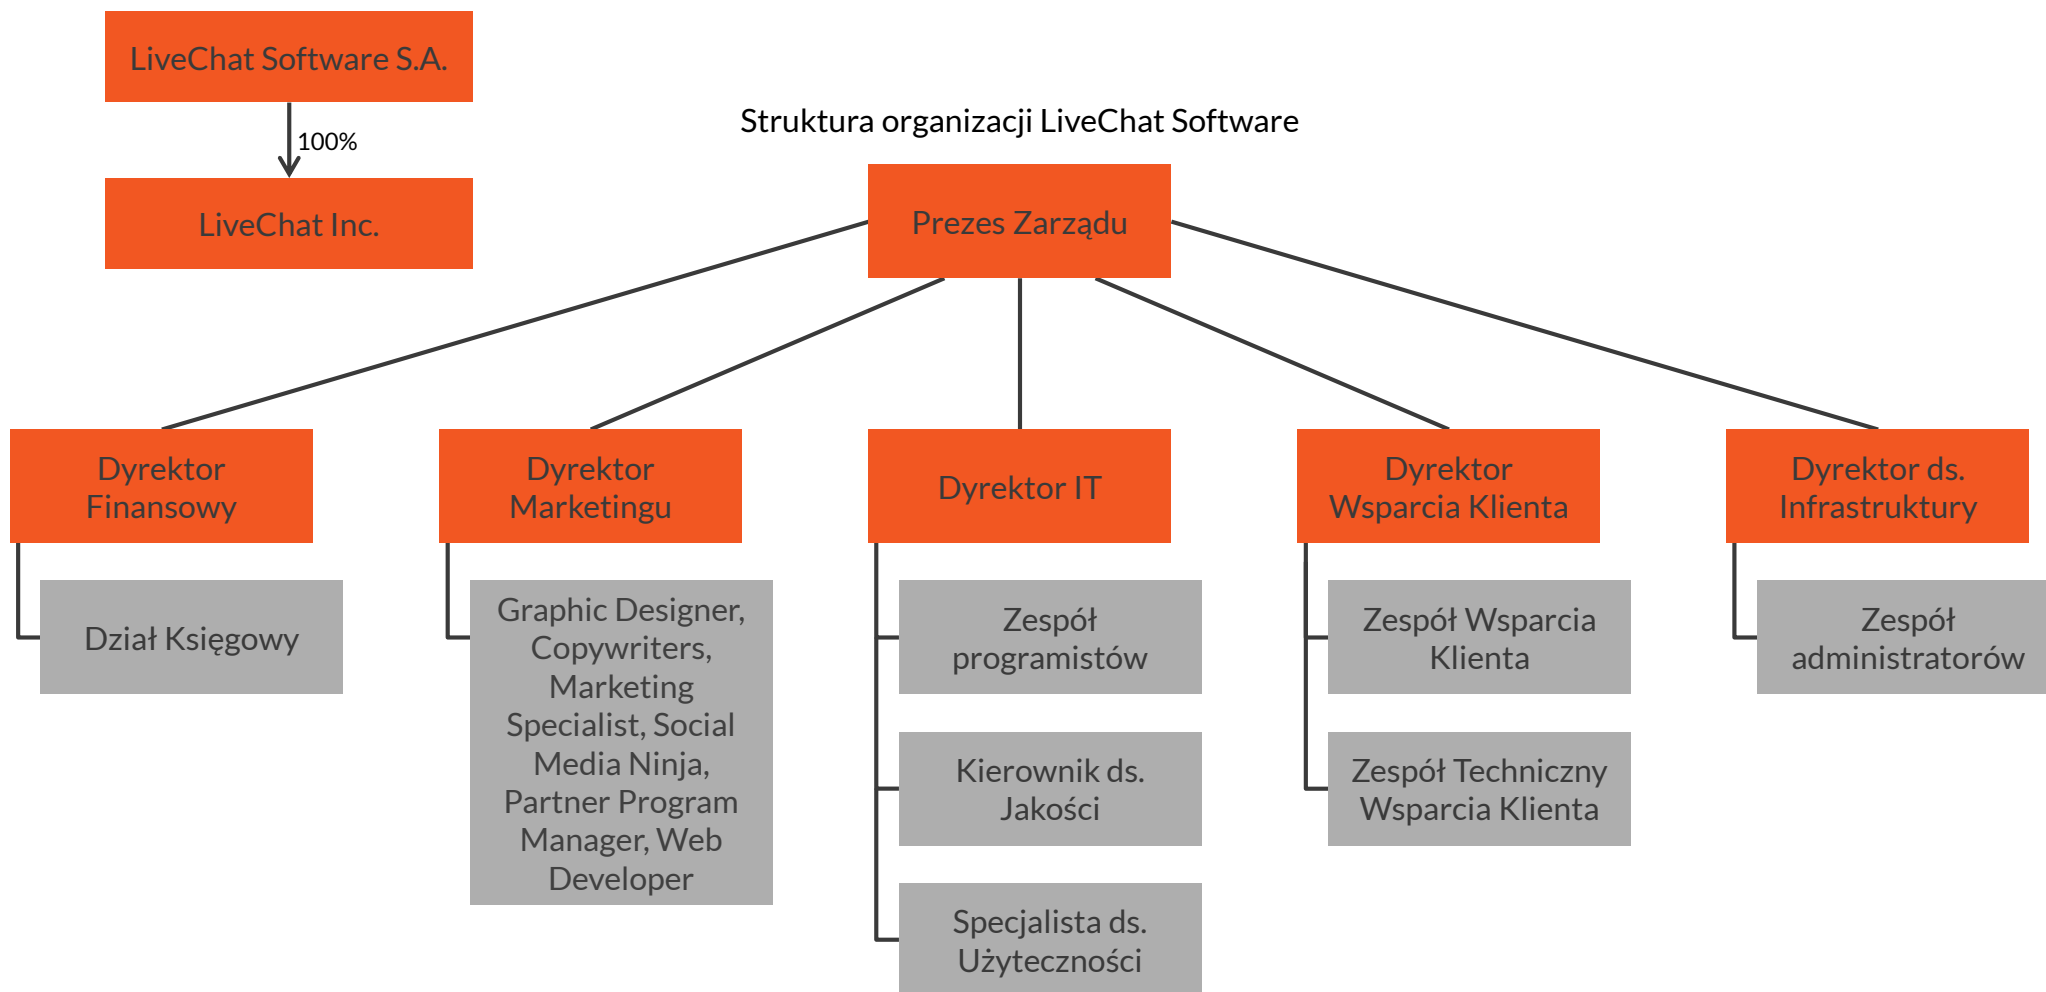 LiveChat Software S.A.
100%
LiveChat Inc.
Struktura organizacji LiveChat Software
Prezes Zarządu
Dyrektor
Finansowy
Dział Księgowy
Dyrektor
Marketingu
Graphic Designer,
Copywriters,
Marketing
Specialist, Social
Media Ninja,
Partner Program
Manager, Web
Developer
Dyrektor IT
Zespół
programistów
Kierownik ds.
Jakości
Specjalista ds.
Użyteczności
Dyrektor
Wsparcia Klienta
Zespół Wsparcia
Klienta
Zespół Techniczny
Wsparcia Klienta
Dyrektor ds.
Infrastruktury
Zespół
administratorów